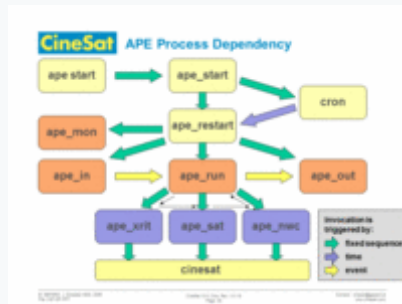 CineSat APE Process Dependency
ape start
ape_start
cron
ape_restart
ape_mon
ape_in
ape_run
ape_out
ape_xrit
ape_sat
ape_nwc
cinesat
Invocation is
triggered by:
fixed sequence
time
event